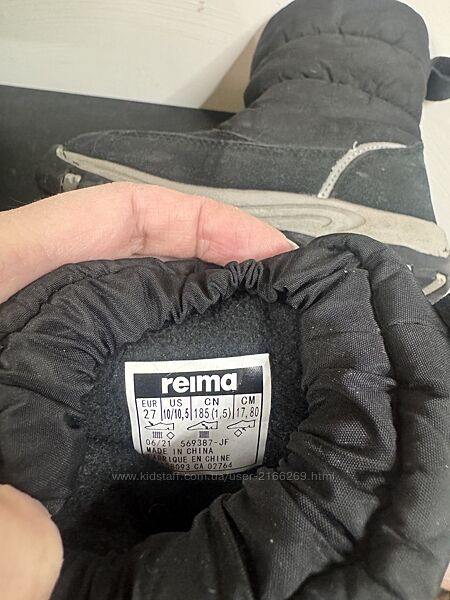 reima
EUR US CN CM
27 10/10,5 185(1,5) 17,80
06/21 569387-JF
MADE IN CHINA
FABRIQUE EN CHINE
CA 02764
www.kidstaff.com.ua/user-2166269.html